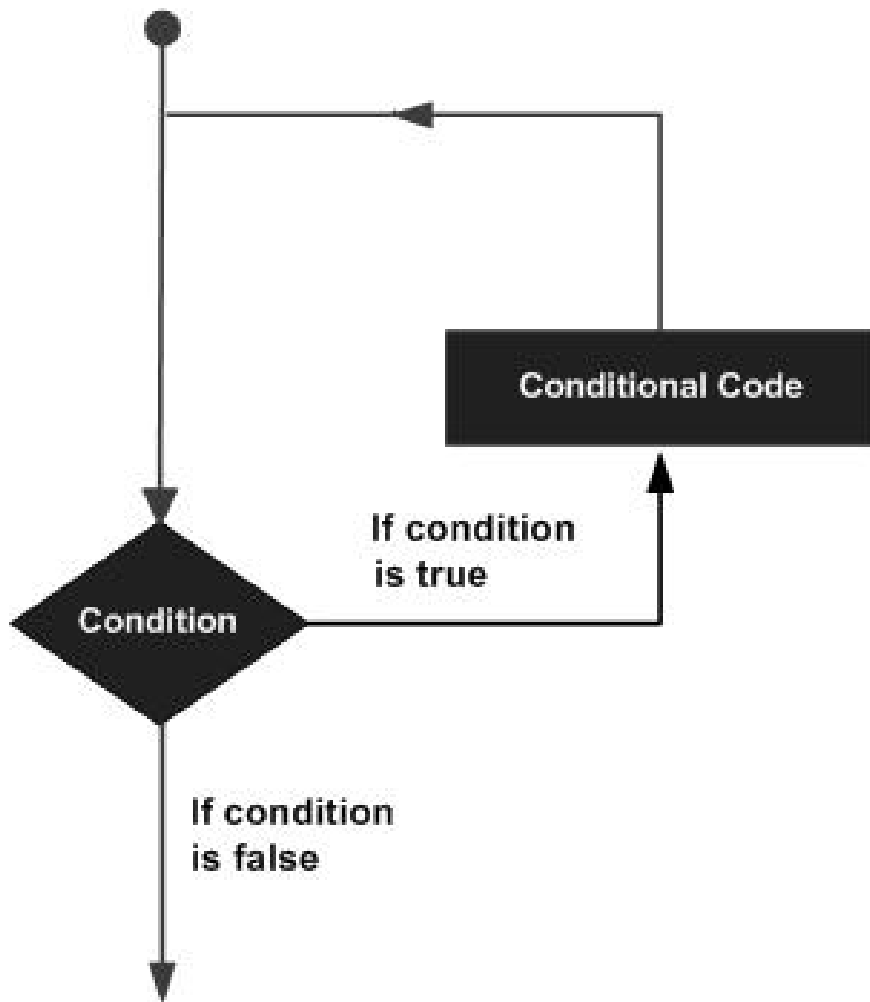 Conditional Code
If condition
is true
Condition
If condition
is false